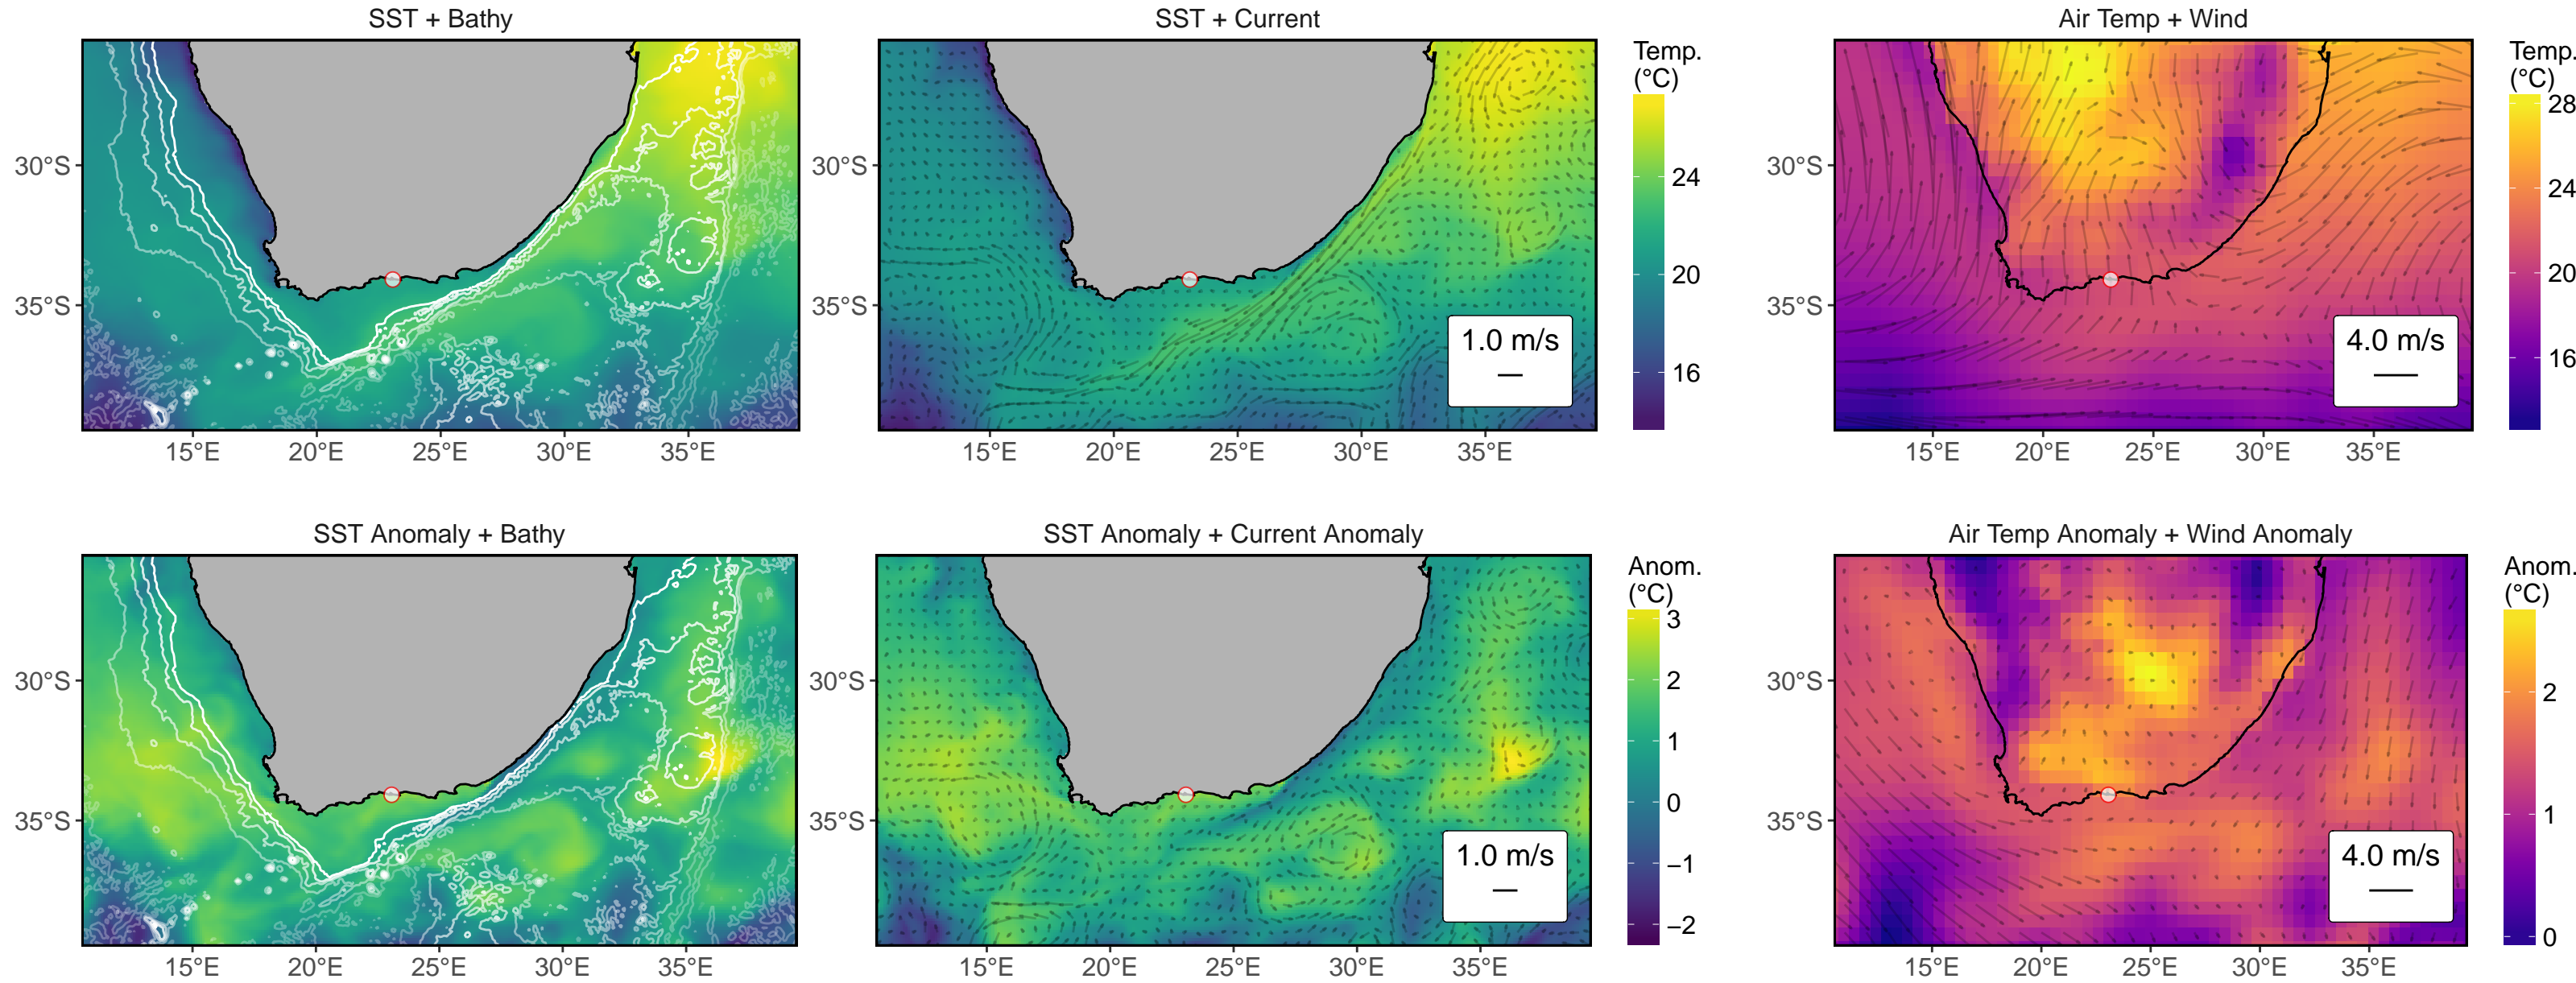 SST + Bathy
30°S
35°S
15°E 20°E 25°E 30°E 35°E
SST + Current
30°S
35°S
15°E 20°E 25°E 30°E 35°E
1.0 m/s
Temp.
(°C)
24
20
16
Air Temp + Wind
30°S
35°S
15°E 20°E 25°E 30°E 35°E
4.0 m/s
Temp.
(°C)
28
24
20
16
SST Anomaly + Bathy
30°S
35°S
15°E 20°E 25°E 30°E 35°E
SST Anomaly + Current Anomaly
30°S
35°S
15°E 20°E 25°E 30°E 35°E
1.0 m/s
Anom.
(°C)
3
2
1
0
−1
−2
Air Temp Anomaly + Wind Anomaly
30°S
35°S
15°E 20°E 25°E 30°E 35°E
4.0 m/s
Anom.
(°C)
2
1
0